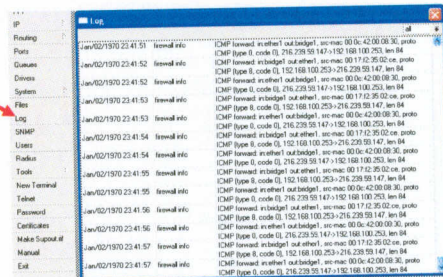 IP
Routing
Ports
Queues
Drivers
System
Files
Log
SNMP
Users
Radius
Tools
New Terminal
Telnet
Password
Certificates
Make Supout.rif
Manual
Exit
Log
all
Jan/02/1970 23:41:51 firewall info ICMP forward: in:ether1 out:bridge1, src-mac 00:0c:42:00:08:30, proto
ICMP (type 0, code 0), 216.239.59.147->192.168.100.253, len 84
Jan/02/1970 23:41:52 firewall info ICMP forward: in:bridge1 out:ether1, src-mac 00:17:f2:35:02:ce, proto
ICMP (type 8, code 0), 192.168.100.253->216.239.59.147, len 84
Jan/02/1970 23:41:52 firewall info ICMP forward: in:ether1 out:bridge1, src-mac 00:0c:42:00:08:30, proto
ICMP (type 0, code 0), 216.239.59.147->192.168.100.253, len 84
Jan/02/1970 23:41:53 firewall info ICMP forward: in:bridge1 out:ether1, src-mac 00:17:f2:35:02:ce, proto
ICMP (type 8, code 0), 192.168.100.253->216.239.59.147, len 84
Jan/02/1970 23:41:53 firewall info ICMP forward: in:ether1 out:bridge1, src-mac 00:0c:42:00:08:30, proto
ICMP (type 0, code 0), 216.239.59.147->192.168.100.253, len 84
Jan/02/1970 23:41:54 firewall info ICMP forward: in:bridge1 out:ether1, src-mac 00:17:f2:35:02:ce, proto
ICMP (type 8, code 0), 192.168.100.253->216.239.59.147, len 84
Jan/02/1970 23:41:54 firewall info ICMP forward: in:ether1 out:bridge1, src-mac 00:0c:42:00:08:30, proto
ICMP (type 0, code 0), 216.239.59.147->192.168.100.253, len 84
Jan/02/1970 23:41:55 firewall info ICMP forward: in:bridge1 out:ether1, src-mac 00:17:f2:35:02:ce, proto
ICMP (type 8, code 0), 192.168.100.253->216.239.59.147, len 84
Jan/02/1970 23:41:55 firewall info ICMP forward: in:ether1 out:bridge1, src-mac 00:0c:42:00:08:30, proto
ICMP (type 0, code 0), 216.239.59.147->192.168.100.253, len 84
Jan/02/1970 23:41:56 firewall info ICMP forward: in:bridge1 out:ether1, src-mac 00:17:f2:35:02:ce, proto
ICMP (type 8, code 0), 192.168.100.253->216.239.59.147, len 84
Jan/02/1970 23:41:56 firewall info ICMP forward: in:ether1 out:bridge1, src-mac 00:0c:42:00:08:30, proto
ICMP (type 0, code 0), 216.239.59.147->192.168.100.253, len 84
Jan/02/1970 23:41:57 firewall info ICMP forward: in:bridge1 out:ether1, src-mac 00:17:f2:35:02:ce, proto
ICMP (type 8, code 0), 192.168.100.253->216.239.59.147, len 84
Jan/02/1970 23:41:57 firewall info ICMP forward: in:ether1 out:bridge1, src-mac 00:0c:42:00:08:30, proto
ICMP (type 0, code 0), 216.239.59.147->192.168.100.253, len 84